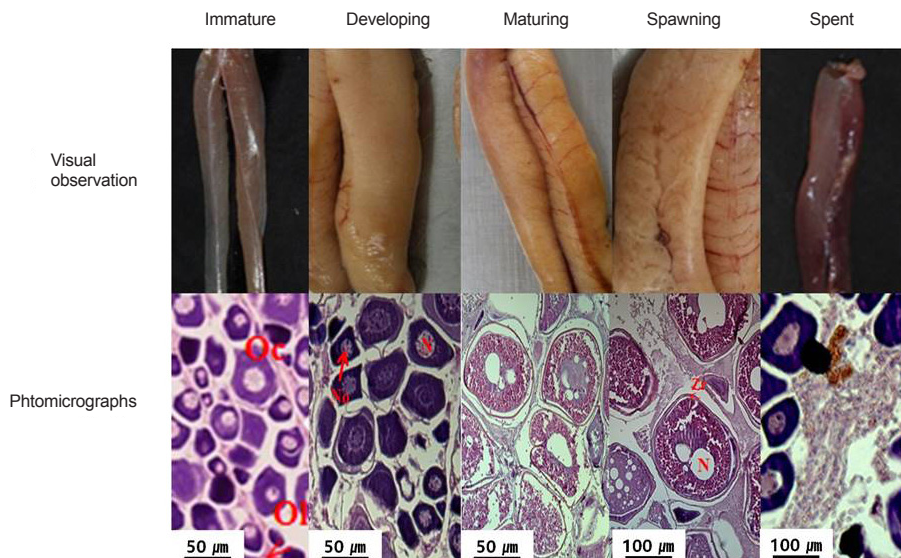 Immature Developing Maturing Spawning Spent
Visual
observation
Phtomicrographs
Oc
Ol
N
No
Zr
N
50 ㎛ 50 ㎛ 50 ㎛ 100 ㎛ 100 ㎛